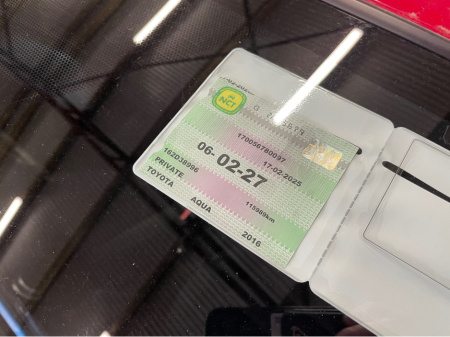 NCT
170056780097
17-02-2025
06-02-27
162D38996
PRIVATE
115989km
TOYOTA
AQUA
2016